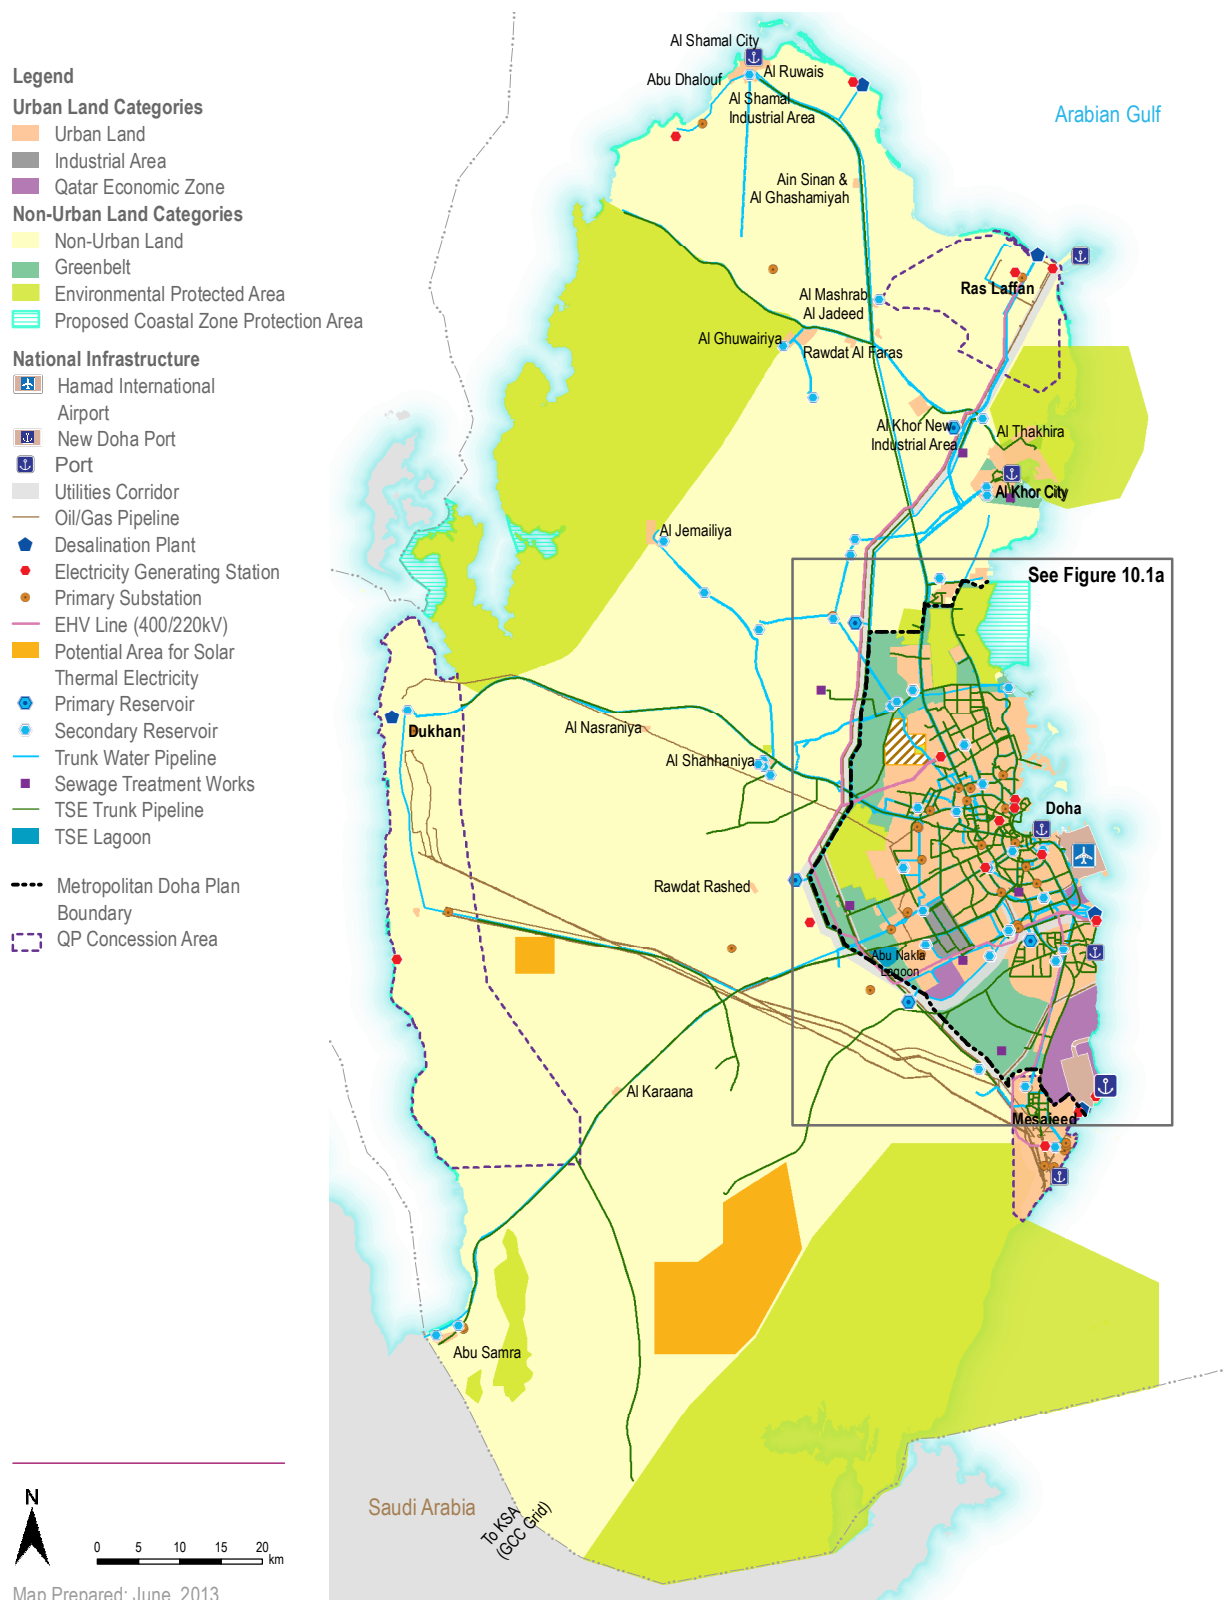 Legend
Urban Land Categories
Urban Land
Industrial Area
Qatar Economic Zone
Non-Urban Land Categories
Non-Urban Land
Greenbelt
Environmental Protected Area
Proposed Coastal Zone Protection Area
National Infrastructure
Hamad International
Airport
New Doha Port
Port
Utilities Corridor
Oil/Gas Pipeline
Desalination Plant
Electricity Generating Station
Primary Substation
EHV Line (400/220kV)
Potential Area for Solar
Thermal Electricity
Primary Reservoir
Secondary Reservoir
Trunk Water Pipeline
Sewage Treatment Works
TSE Trunk Pipeline
TSE Lagoon
Metropolitan Doha Plan
Boundary
QP Concession Area
N
0 5 10 15 20
km
Map Prepared: June, 2013
Al Shamal City
Abu Dhalouf
Al Ruwais
Al Shamal
Industrial Area
Arabian Gulf
Ain Sinan &
Al Ghashamiyah
Ras Laffan
Al Mashrab
Al Jadeed
Al Ghuwairiya
Rawdat Al Faras
Al Khor New
Industrial Area
Al Thakhira
Al Khor City
Al Jemailiya
See Figure 10.1a
Dukhan
Al Nasraniya
Al Shahhaniya
Doha
Rawdat Rashed
Abu Nakla
Lagoon
Al Karaana
Mesaieed
Abu Samra
Saudi Arabia
To KSA
(GCC Grid)